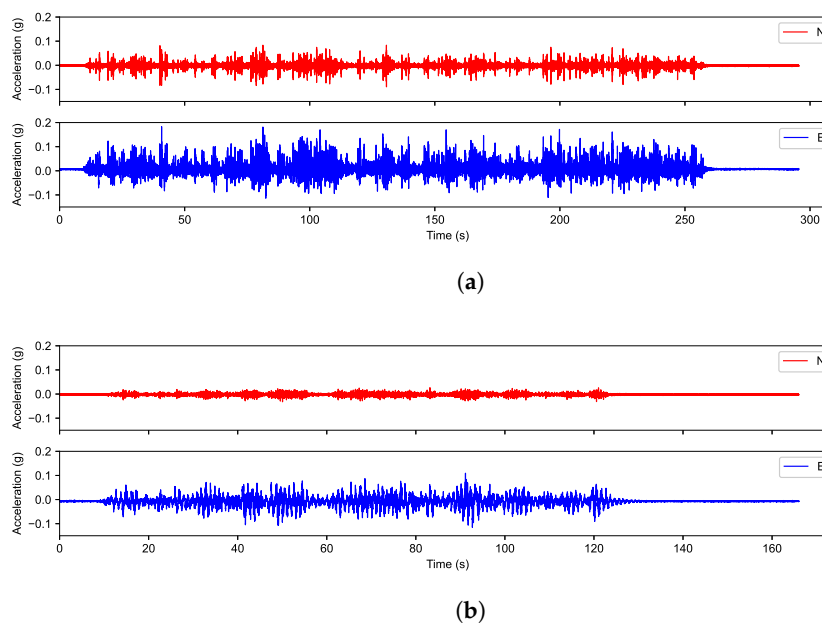 0.2
0.1
0.0
−0.1
Acceleration (g)
N
0.2
0.1
0.0
−0.1
Acceleration (g)
E
0 50 100 150 200 250 300
Time (s)
(a)
0.2
0.1
0.0
−0.1
Acceleration (g)
N
0.2
0.1
0.0
−0.1
Acceleration (g)
E
0 20 40 60 80 100 120 140 160
Time (s)
(b)